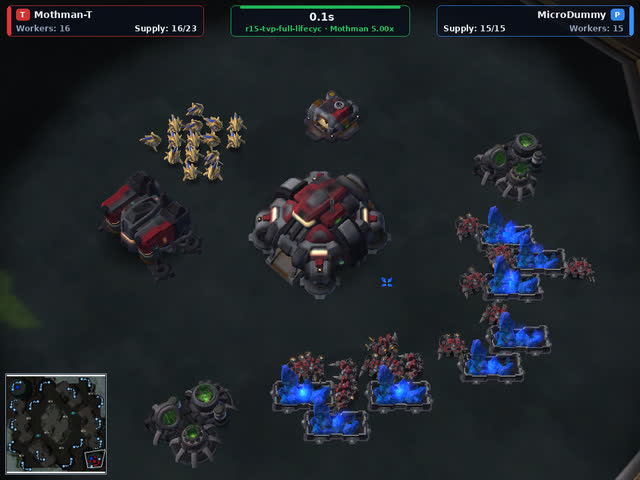 T Mothman-T
Workers: 16 Supply: 16/23
0.1s
r15-tvp-full-lifecyc · Mothman 5.00x
MicroDummy P
Supply: 15/15 Workers: 15